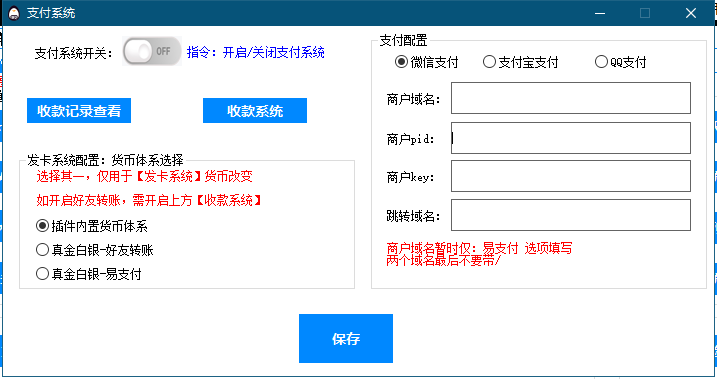 支付系统
支付系统开关：
OFF
指令：开启/关闭支付系统
收款记录查看
收款系统
发卡系统配置：货币体系选择
选择其一，仅用于【发卡系统】货币改变
如开启好友转账，需开启上方【收款系统】
插件内置货币体系
真金白银-好友转账
真金白银-易支付
支付配置
微信支付
支付宝支付
QQ支付
商户域名：
商户pid：
商户key：
跳转域名：
商户域名暂时仅：易支付 选项填写
两个域名最后不要带/
保存